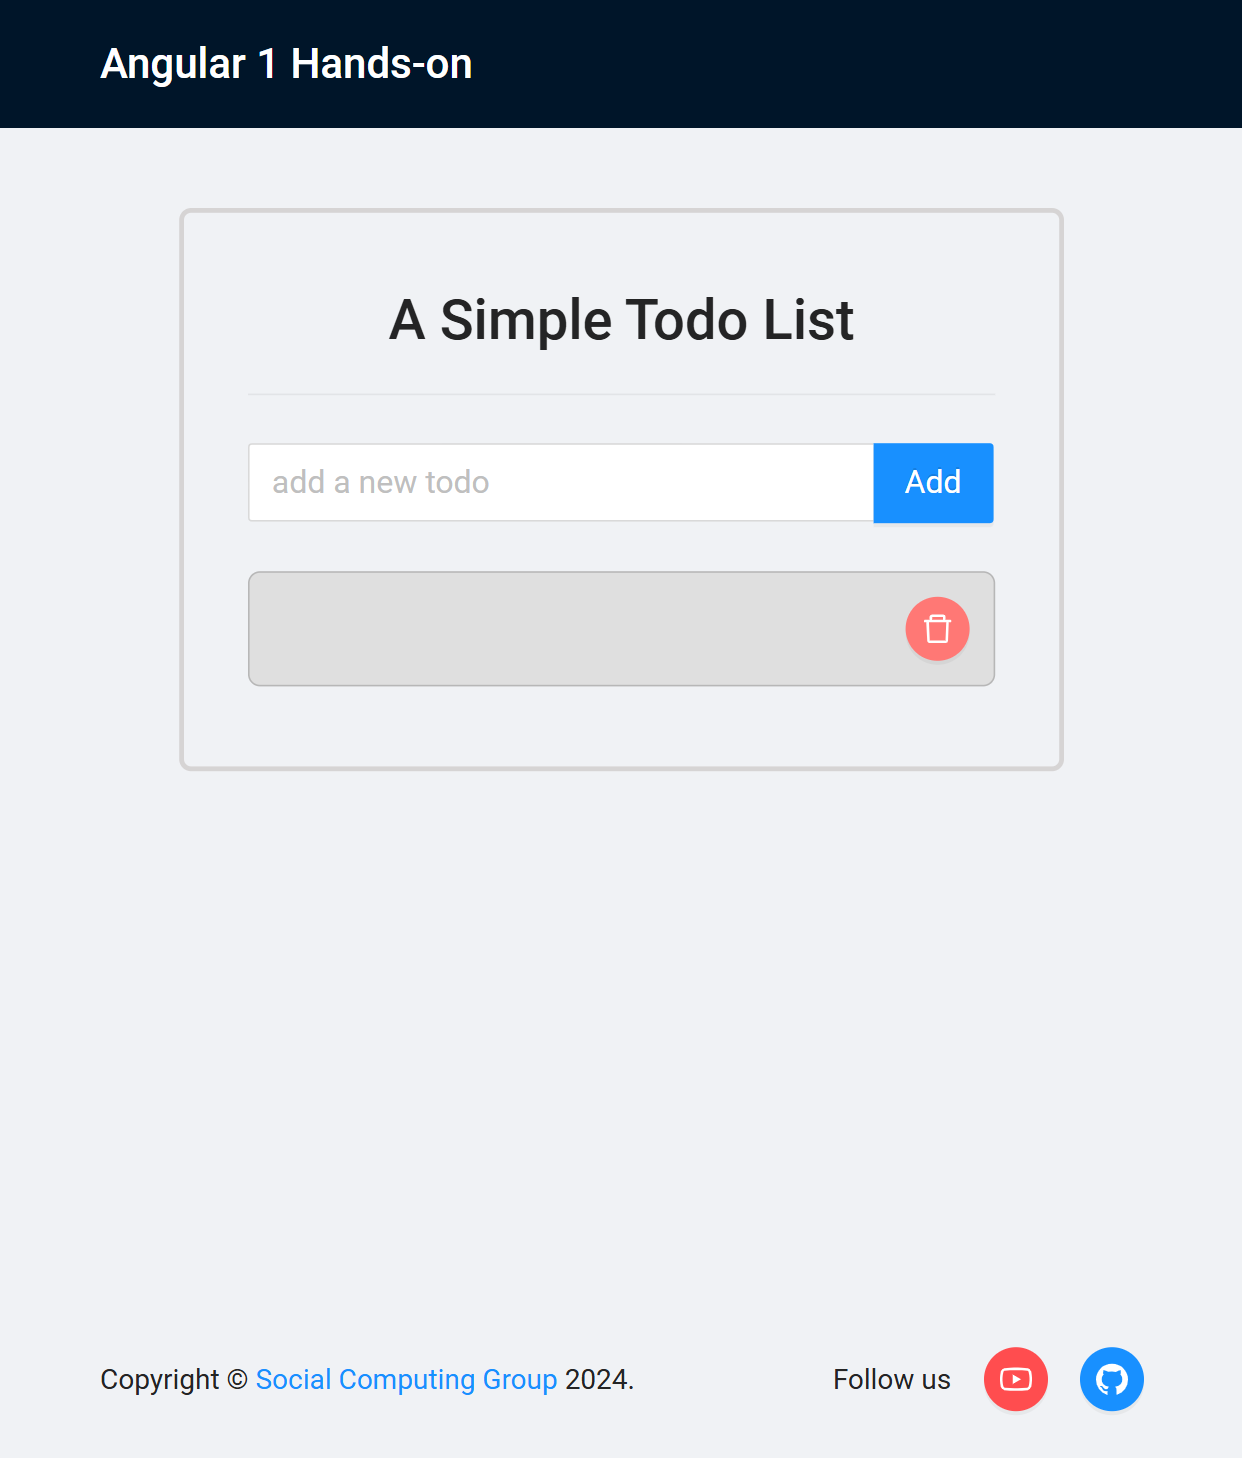 Angular 1 Hands-on
A Simple Todo List
add a new todo
Add
Copyright © Social Computing Group 2024.
Follow us